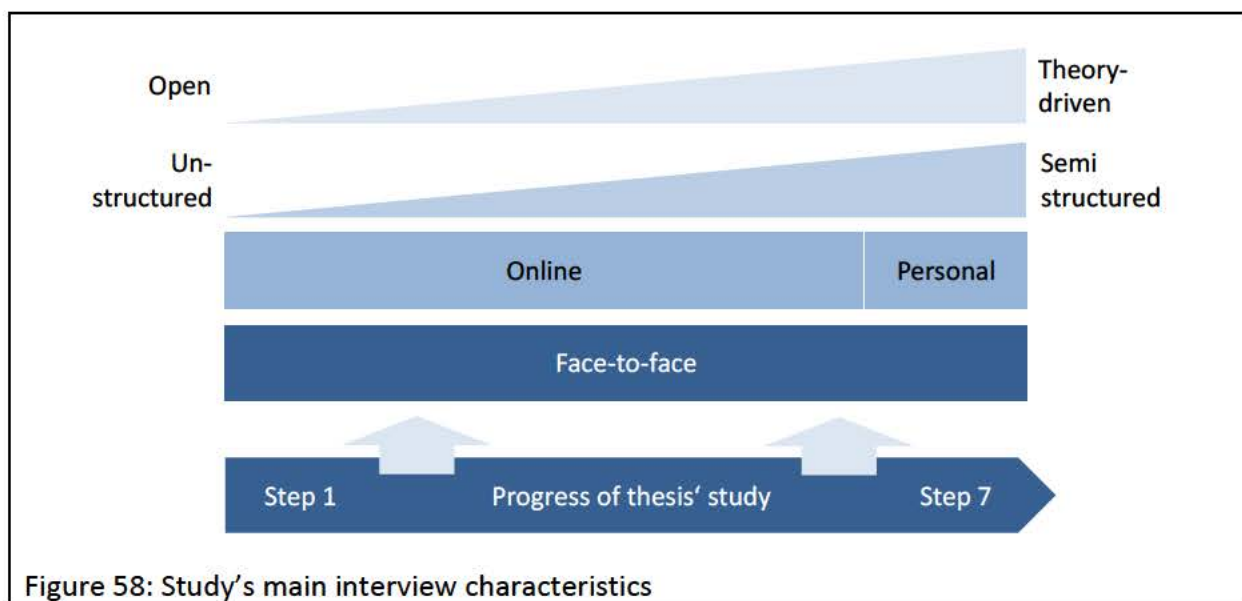 Open
Theory-
driven
Un-
structured
Semi
structured
Online
Personal
Face-to-face
Step 1
Progress of thesis‘ study
Step 7
Figure 58: Study’s main interview characteristics